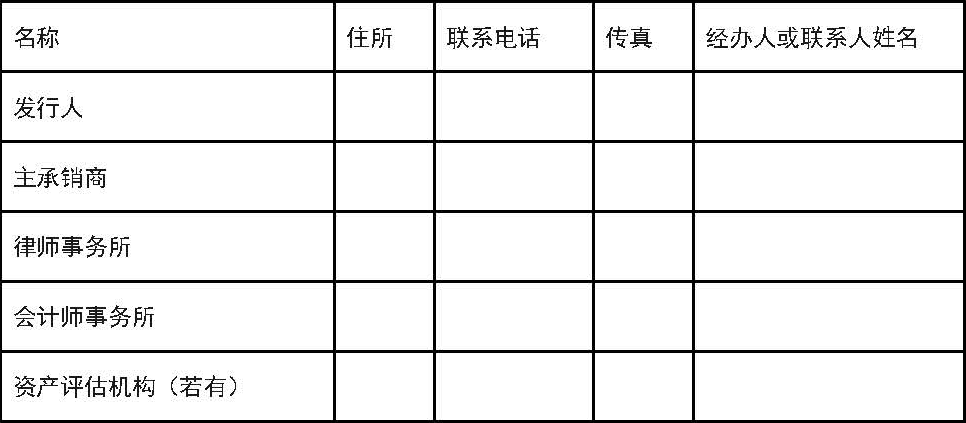 名称 住所 联系电话 传真 经办人或联系人姓名
发行人
主承销商
律师事务所
会计师事务所
资产评估机构（若有）